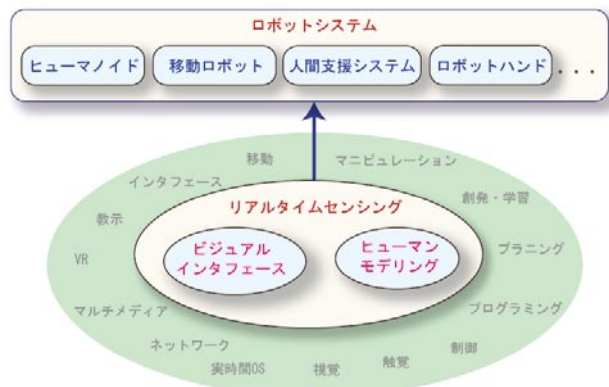 ロボットシステム
ヒューマノイド
移動ロボット
人間支援システム
ロボットハンド
・・・
移動
マニピュレーション
インタフェース
創発・学習
教示
リアルタイムセンシング
プラニング
VR
ビジュアル
インタフェース
ヒューマン
モデリング
マルチメディア
プログラミング
ネットワーク
制御
実時間OS
視覚
触覚